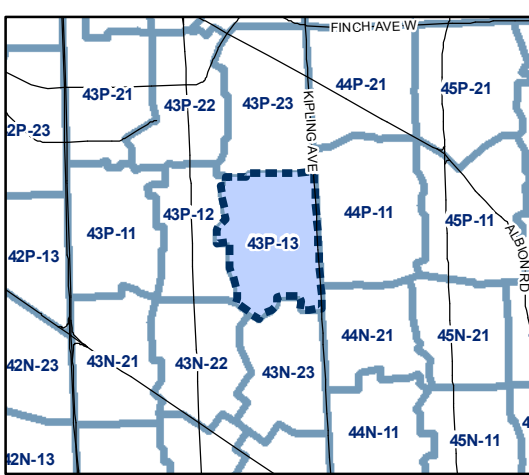 FINCH AVE W
43P-21
43P-22
43P-23
44P-21
45P-21
2P-23
KIPLING AVE
43P-12
43P-11
43P-13
44P-11
45P-11
ALBION RD
42P-13
42N-23
43N-21
43N-22
43N-23
44N-21
45N-21
44N-11
45N-11
4
42N-13